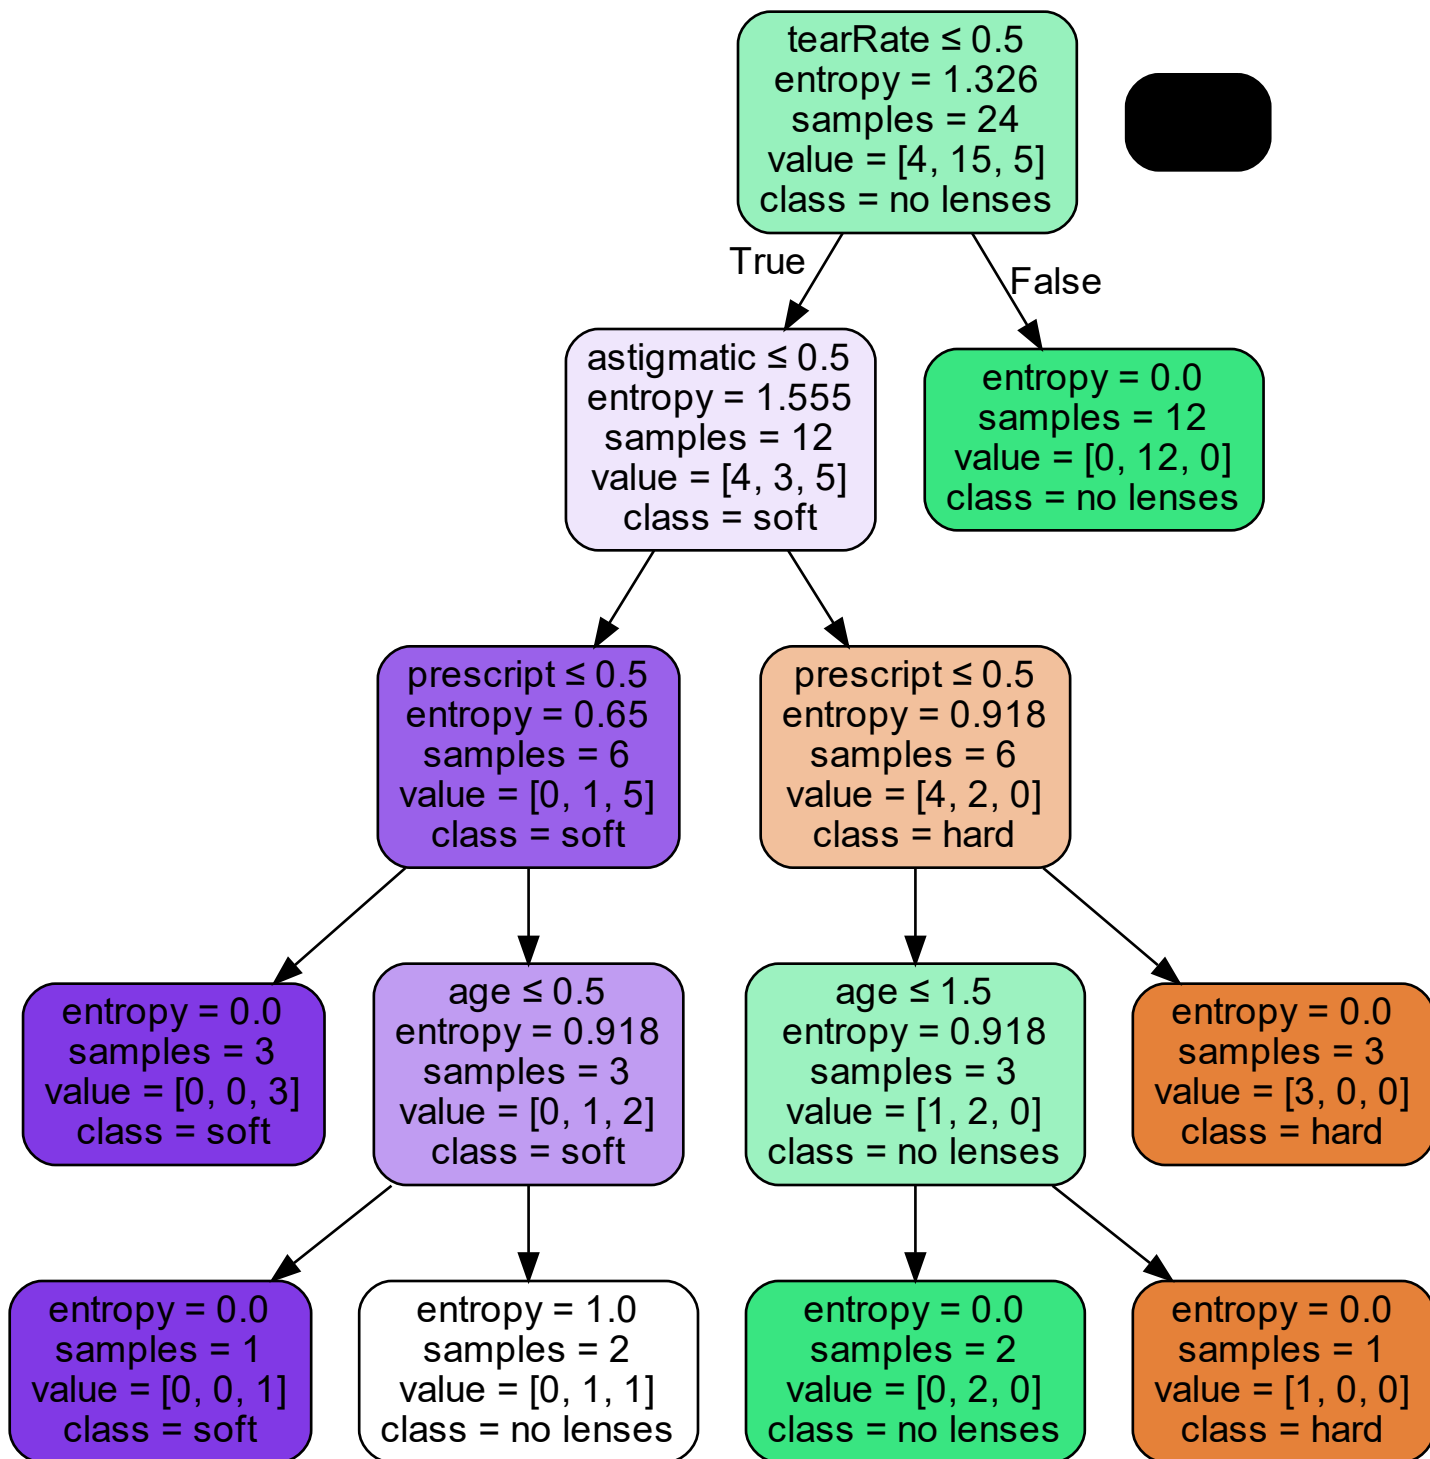 tearRate ≤ 0.5
entropy = 1.326
samples = 24
value = [4, 15, 5]
class = no lenses
True
False
astigmatic ≤ 0.5
entropy = 1.555
samples = 12
value = [4, 3, 5]
class = soft
entropy = 0.0
samples = 12
value = [0, 12, 0]
class = no lenses
prescript ≤ 0.5
entropy = 0.65
samples = 6
value = [0, 1, 5]
class = soft
prescript ≤ 0.5
entropy = 0.918
samples = 6
value = [4, 2, 0]
class = hard
entropy = 0.0
samples = 3
value = [0, 0, 3]
class = soft
age ≤ 0.5
entropy = 0.918
samples = 3
value = [0, 1, 2]
class = soft
age ≤ 1.5
entropy = 0.918
samples = 3
value = [1, 2, 0]
class = no lenses
entropy = 0.0
samples = 3
value = [3, 0, 0]
class = hard
entropy = 0.0
samples = 1
value = [0, 0, 1]
class = soft
entropy = 1.0
samples = 2
value = [0, 1, 1]
class = no lenses
entropy = 0.0
samples = 2
value = [0, 2, 0]
class = no lenses
entropy = 0.0
samples = 1
value = [1, 0, 0]
class = hard